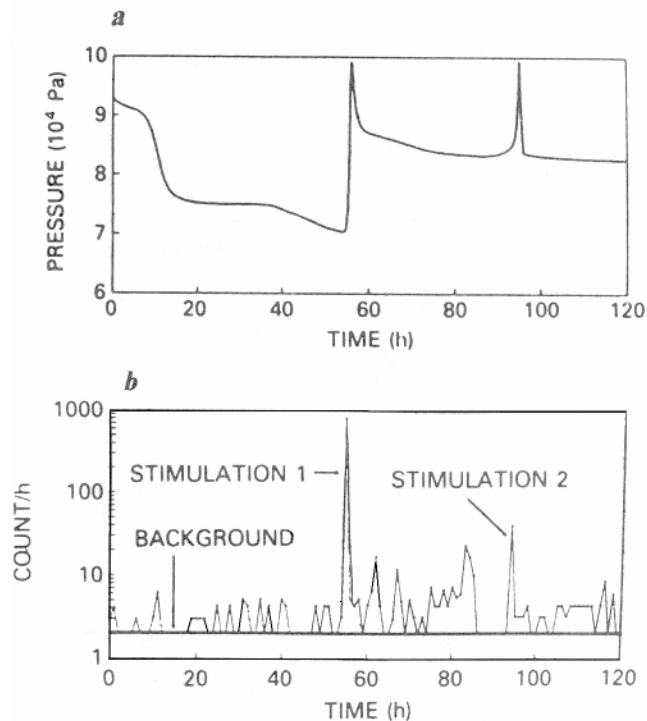 a
10
9
8
7
6
PRESSURE (10⁴ Pa)
0 20 40 60 80 100 120
TIME (h)
b
1000
100
10
1
COUNT/h
STIMULATION 1
STIMULATION 2
BACKGROUND
0 20 40 60 80 100 120
TIME (h)